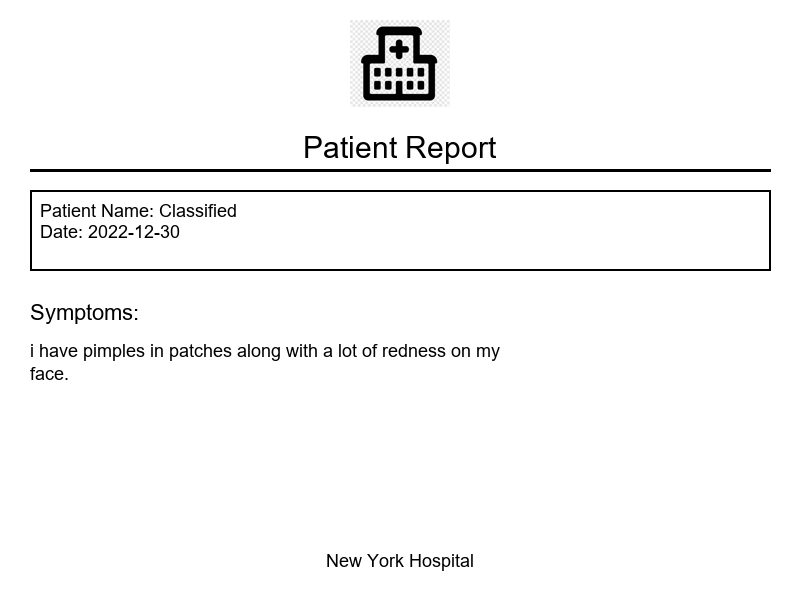 Patient Report
Patient Name: Classified
Date: 2022-12-30
Symptoms:
i have pimples in patches along with a lot of redness on my
face.
New York Hospital